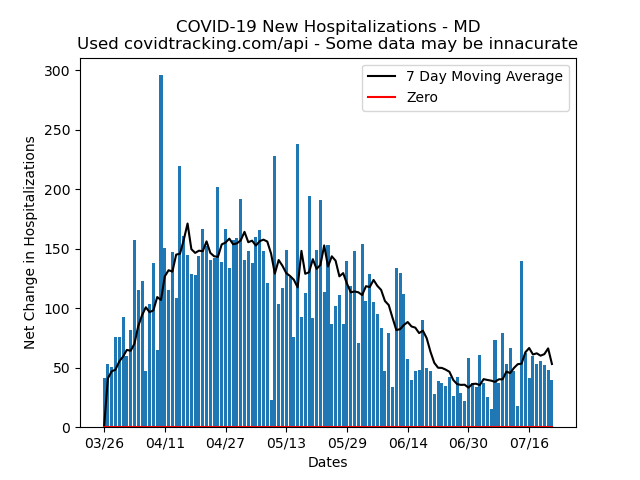 COVID-19 New Hospitalizations - MD
Used covidtracking.com/api - Some data may be innacurate
7 Day Moving Average
Zero
Net Change in Hospitalizations
300
250
200
150
100
50
0
03/26 04/11 04/27 05/13 05/29 06/14 06/30 07/16
Dates